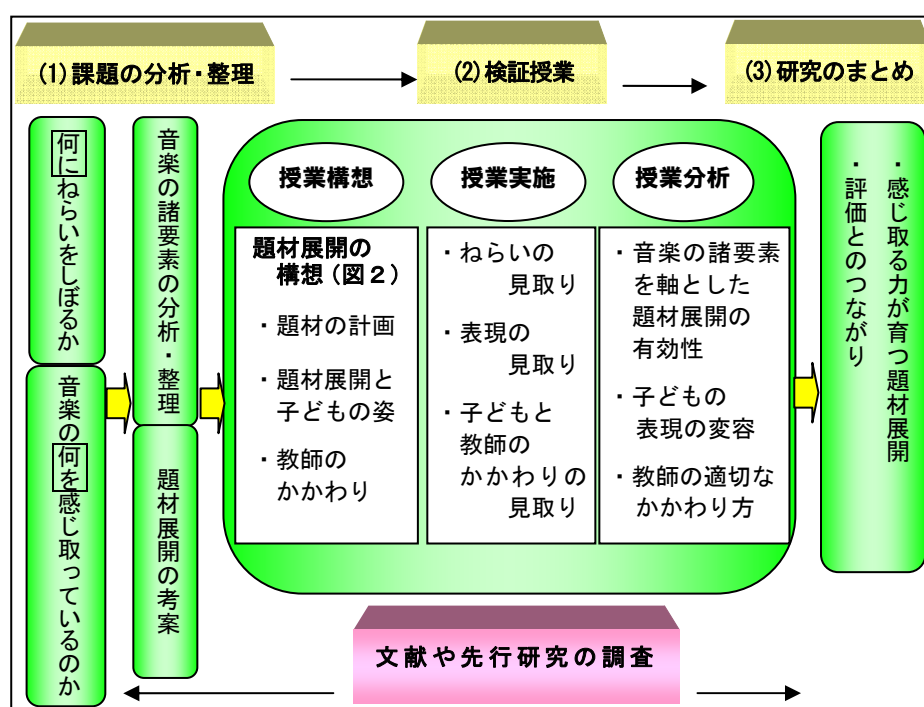 (1)課題の分析・整理
(2)検証授業
(3)研究のまとめ
何にねらいをしぼるか
音楽の何を感じ取っているのか
音楽の諸要素の分析・整理
題材展開の考案
授業構想
題材展開の
構想(図2)
・題材の計画
・題材展開と
子どもの姿
・教師の
かかわり
授業実施
・ねらいの
見取り
・表現の
見取り
・子どもと
教師の
かかわりの
見取り
授業分析
・音楽の諸要素
を軸とした
題材展開の
有効性
・子どもの
表現の変容
・教師の適切な
かかわり方
・感じ取る力が育つ題材展開
・評価とのつながり
文献や先行研究の調査